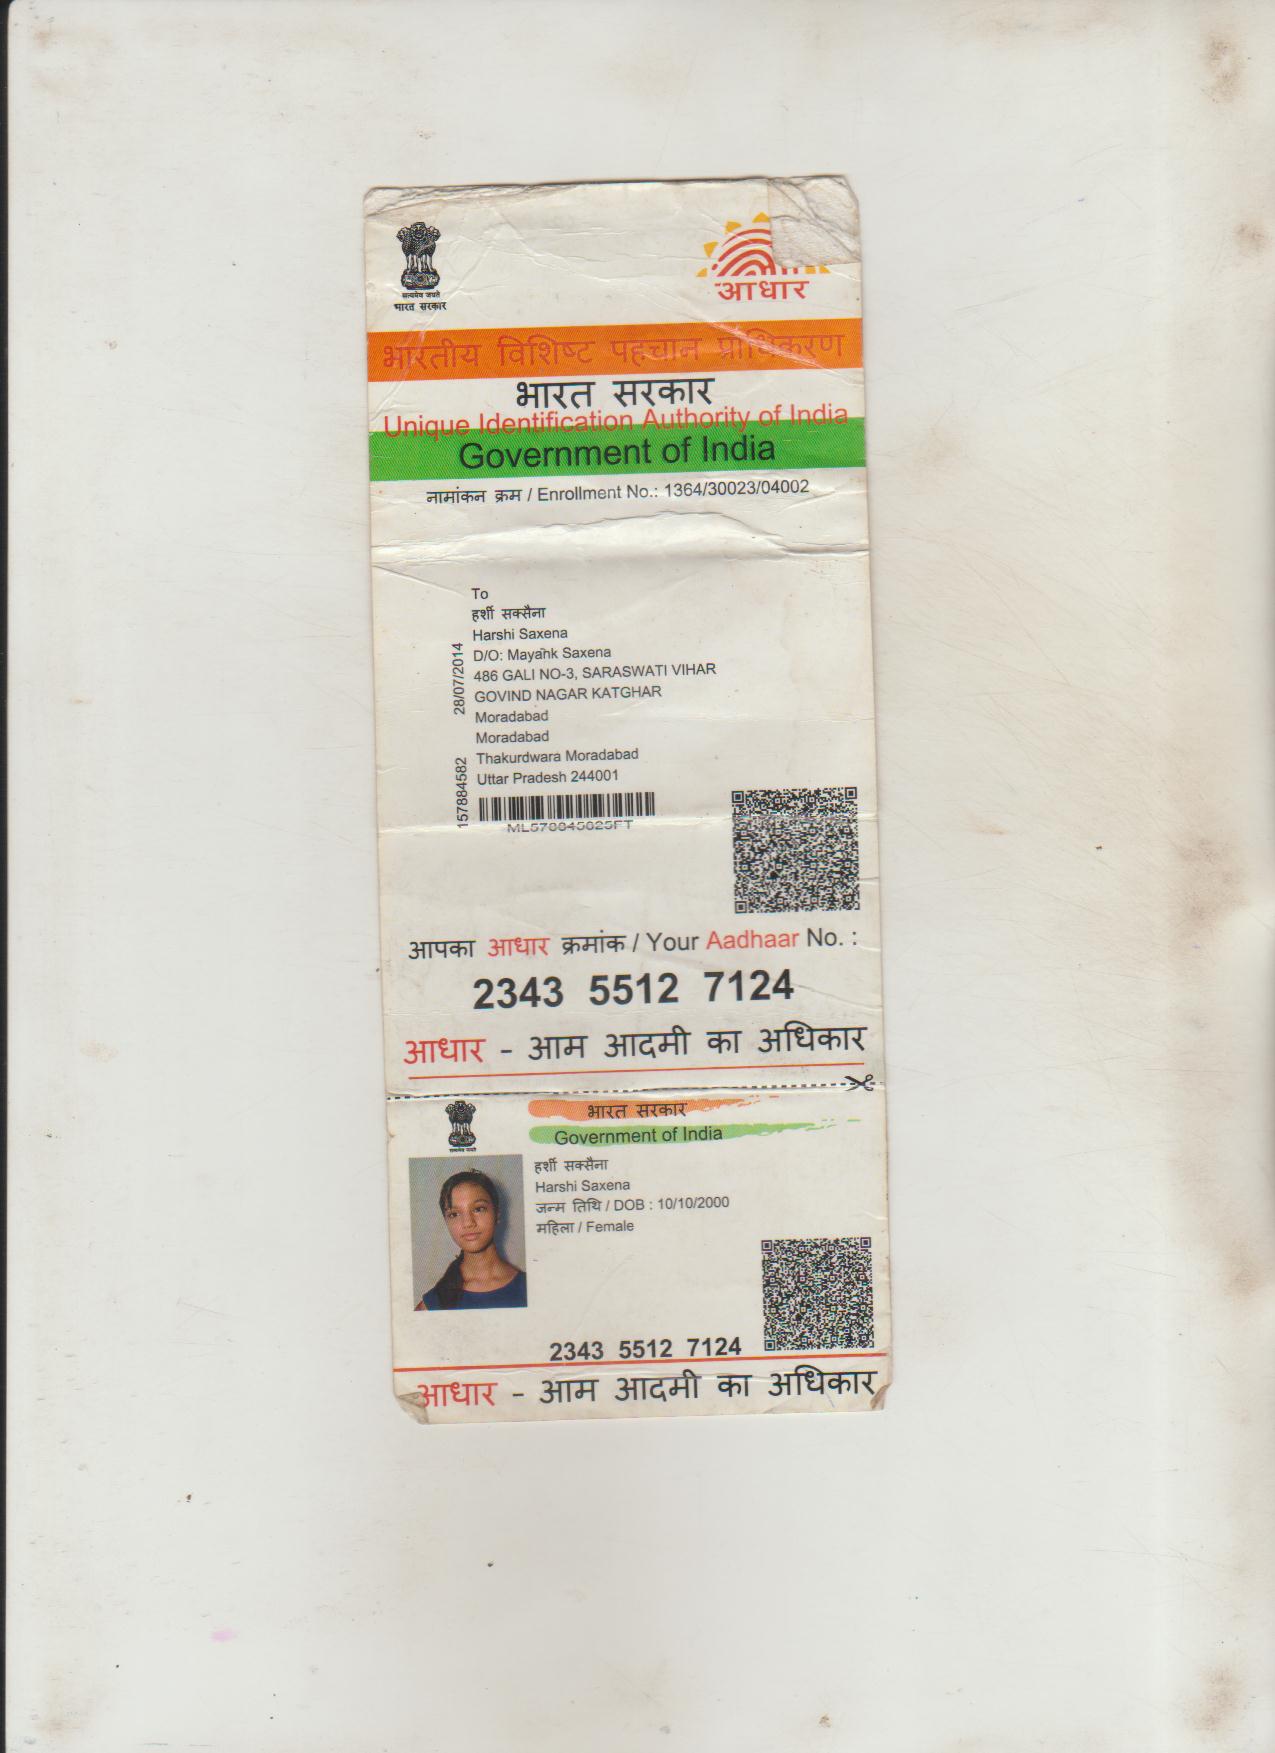 सत्यमेव जयते
भारत सरकार
आधार
भारतीय विशिष्ट पहचान प्राधिकरण
भारत सरकार
Unique Identification Authority of India
Government of India
नामांकन क्रम / Enrollment No.: 1364/30023/04002
To
हर्शी सक्सैना
Harshi Saxena
D/O: Mayank Saxena
486 GALI NO-3, SARASWATI VIHAR
GOVIND NAGAR KATGHAR
Moradabad
Moradabad
Thakurdwara Moradabad
Uttar Pradesh 244001
28/07/2014
157884582
ML578845825FT
आपका आधार क्रमांक / Your Aadhaar No. :
2343 5512 7124
आधार - आम आदमी का अधिकार
सत्यमेव जयते
भारत सरकार
Government of India
हर्शी सक्सैना
Harshi Saxena
जन्म तिथि / DOB : 10/10/2000
महिला / Female
2343 5512 7124
आधार - आम आदमी का अधिकार